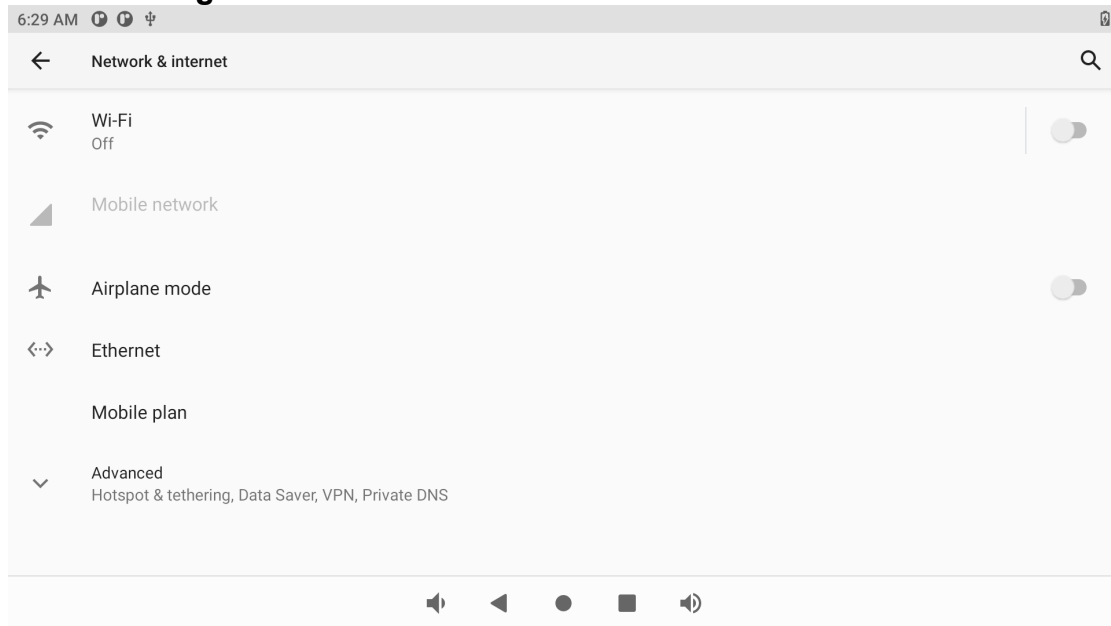 6:29 AM
Network & internet
Wi-Fi
Off
Mobile network
Airplane mode
Ethernet
Mobile plan
Advanced
Hotspot & tethering, Data Saver, VPN, Private DNS